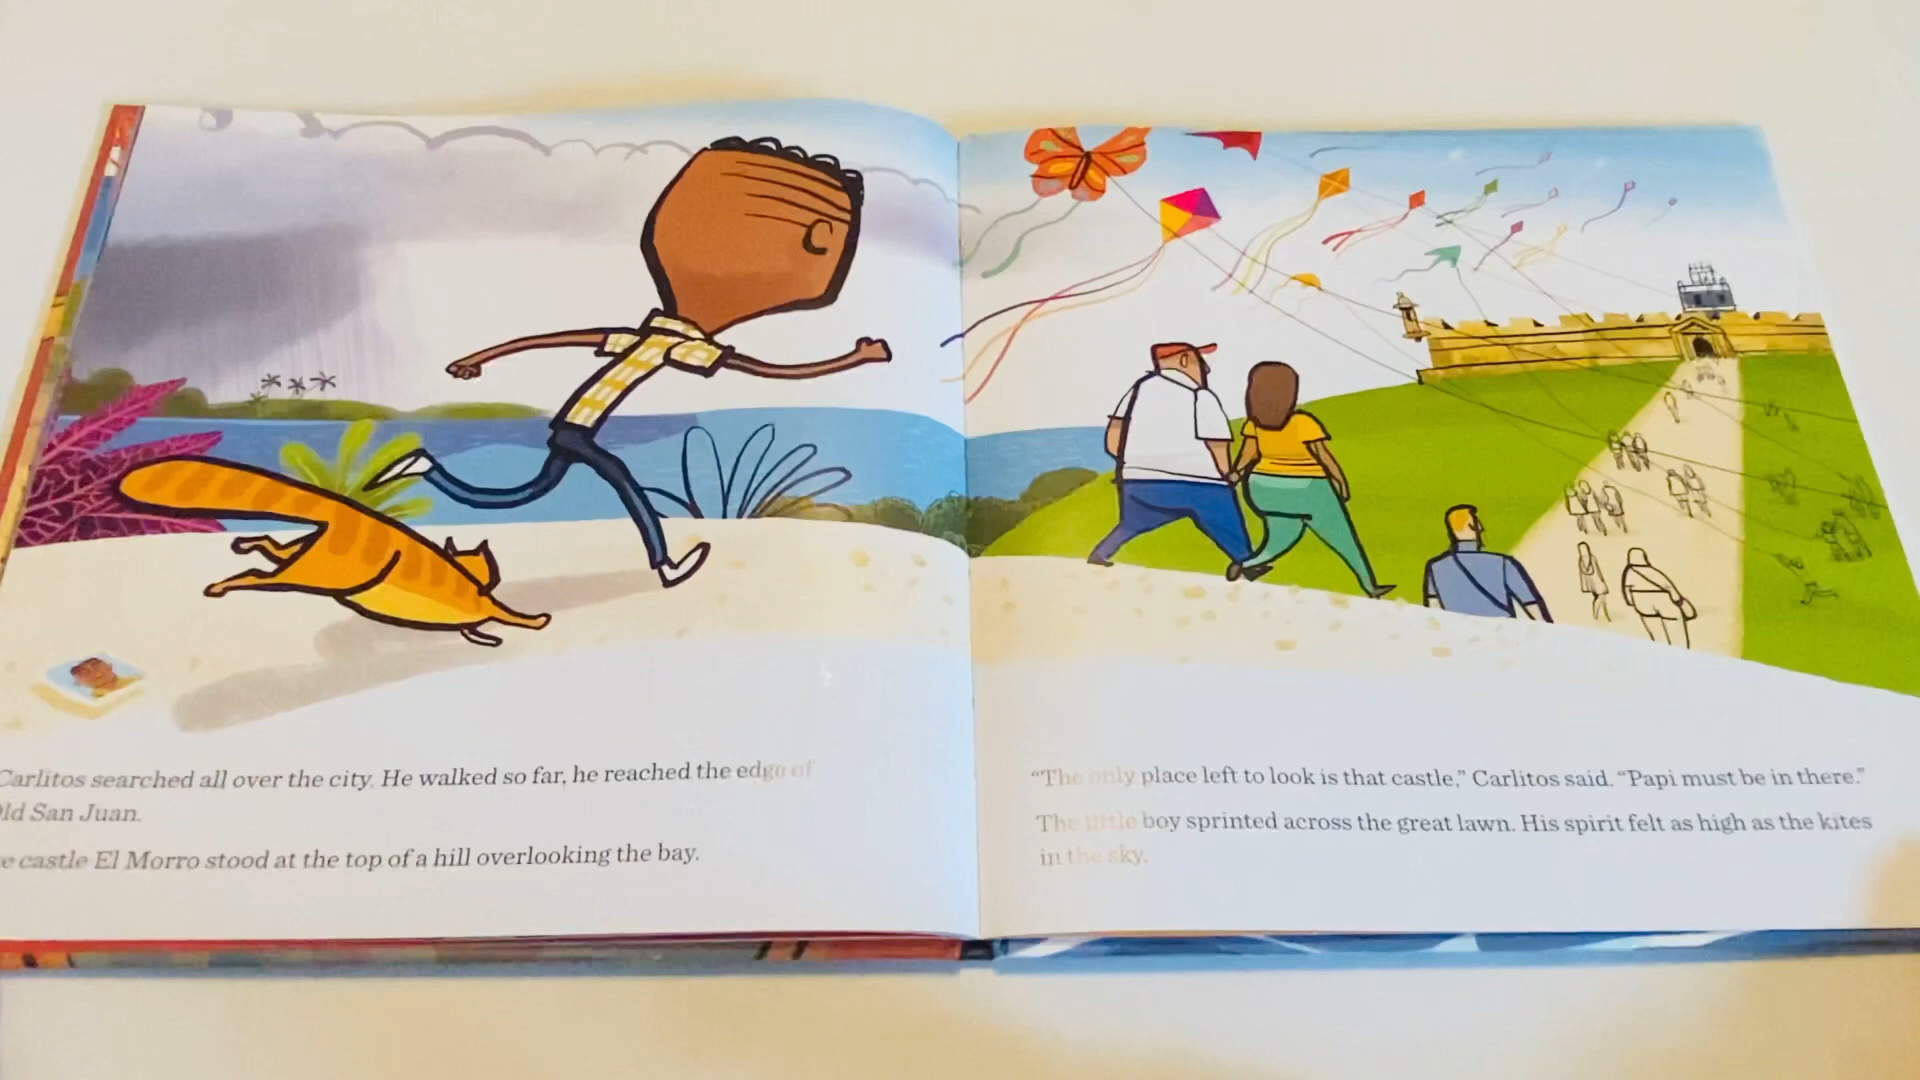 Carlitos searched all over the city. He walked so far, he reached the edge of
ld San Juan.
e castle El Morro stood at the top of a hill overlooking the bay.
“The only place left to look is that castle,” Carlitos said. “Papi must be in there.”
The little boy sprinted across the great lawn. His spirit felt as high as the kites
in the sky.